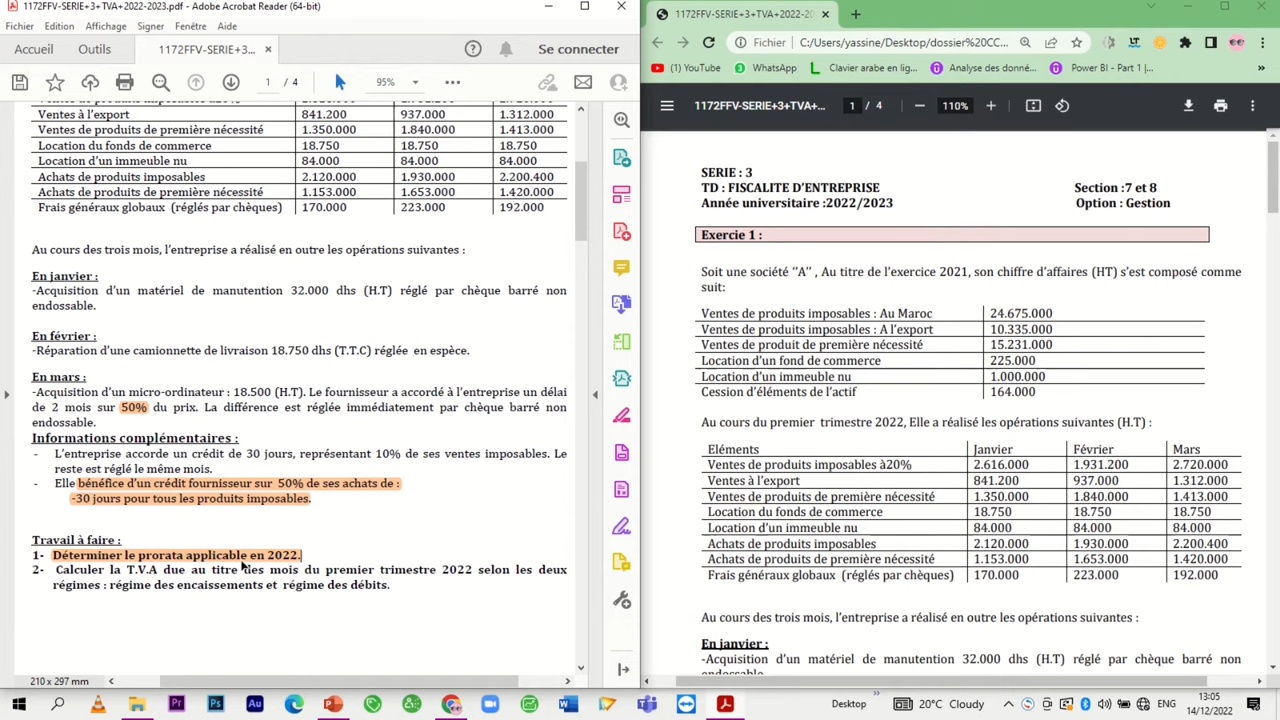 1172FFV-SERIE+3+TVA+2022-2023.pdf - Adobe Acrobat Reader (64-bit)
Fichier Edition Affichage Signer Fenêtre Aide
Accueil Outils 1172FFV-SERIE+3+... × Se connecter
1 / 4 95%
Ventes à l'export 841.200 937.000 1.312.000
Ventes de produits de première nécessité 1.350.000 1.840.000 1.413.000
Location du fonds de commerce 18.750 18.750 18.750
Location d'un immeuble nu 84.000 84.000 84.000
Achats de produits imposables 2.120.000 1.930.000 2.200.400
Achats de produits de première nécessité 1.153.000 1.653.000 1.420.000
Frais généraux globaux (réglés par chèques) 170.000 223.000 192.000
Au cours des trois mois, l'entreprise a réalisé en outre les opérations suivantes :
En janvier :
-Acquisition d'un matériel de manutention 32.000 dhs (H.T) réglé par chèque barré non
endossable.
En février :
-Réparation d'une camionnette de livraison 18.750 dhs (T.T.C) réglée en espèce.
En mars :
-Acquisition d'un micro-ordinateur : 18.500 (H.T). Le fournisseur a accordé à l'entreprise un délai
de 2 mois sur 50% du prix. La différence est réglée immédiatement par chèque barré non
endossable.
Informations complémentaires :
- L'entreprise accorde un crédit de 30 jours, représentant 10% de ses ventes imposables. Le
reste est réglé le même mois.
- Elle bénéfice d'un crédit fournisseur sur 50% de ses achats de :
-30 jours pour tous les produits imposables.
Travail à faire :
1- Déterminer le prorata applicable en 2022.
2- Calculer la T.V.A due au titre des mois du premier trimestre 2022 selon les deux
régimes : régime des encaissements et régime des débits.
210 x 297 mm
1172FFV-SERIE+3+TVA+2022-20 ×
Fichier C:/Users/yassine/Desktop/dossier%20CC...
(1) YouTube WhatsApp Clavier arabe en lig... Analyse des donné... Power BI - Part 1 |... »
1172FFV-SERIE+3+TVA+... 1 / 4 110%
SERIE : 3
TD : FISCALITE D'ENTREPRISE Section :7 et 8
Année universitaire :2022/2023 Option : Gestion
Exercie 1 :
Soit une société ''A'' , Au titre de l'exercice 2021, son chiffre d'affaires (HT) s'est composé comme
suit:
Ventes de produits imposables : Au Maroc 24.675.000
Ventes de produits imposables : A l'export 10.335.000
Ventes de produit de première nécessité 15.231.000
Location d'un fond de commerce 225.000
Location d'un immeuble nu 1.000.000
Cession d'éléments de l'actif 164.000
Au cours du premier trimestre 2022, Elle a réalisé les opérations suivantes (H.T) :
Eléments Janvier Février Mars
Ventes de produits imposables à20% 2.616.000 1.931.200 2.720.000
Ventes à l'export 841.200 937.000 1.312.000
Ventes de produits de première nécessité 1.350.000 1.840.000 1.413.000
Location du fonds de commerce 18.750 18.750 18.750
Location d'un immeuble nu 84.000 84.000 84.000
Achats de produits imposables 2.120.000 1.930.000 2.200.400
Achats de produits de première nécessité 1.153.000 1.653.000 1.420.000
Frais généraux globaux (réglés par chèques) 170.000 223.000 192.000
Au cours des trois mois, l'entreprise a réalisé en outre les opérations suivantes :
En janvier :
-Acquisition d'un matériel de manutention 32.000 dhs (H.T) réglé par chèque barré non
Desktop » 20°C Cloudy ENG 13:05
14/12/2022